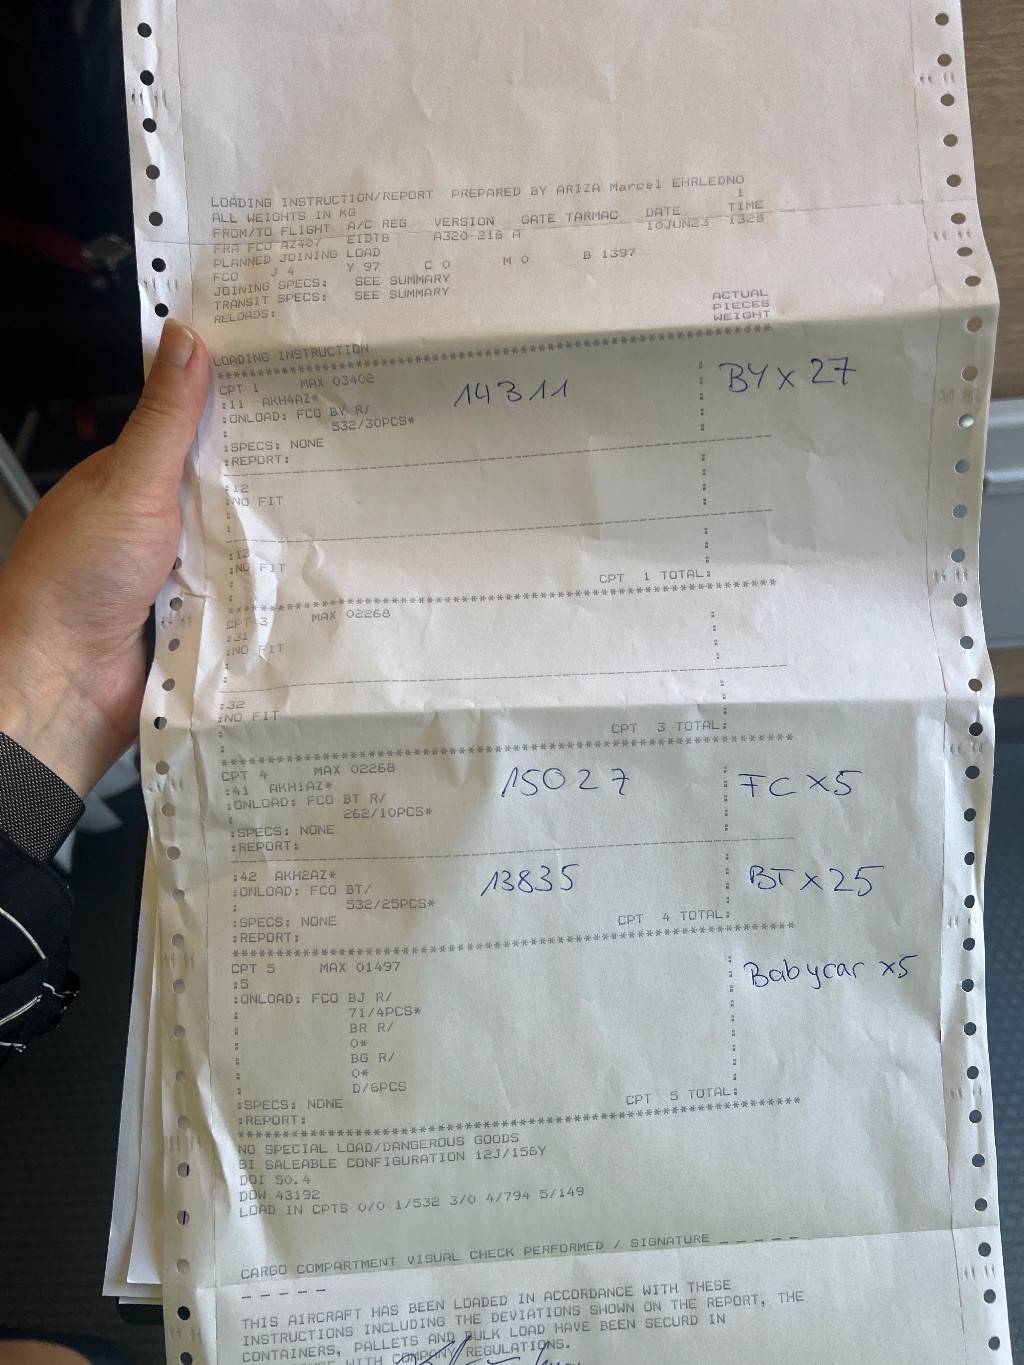 LOADING INSTRUCTION/REPORT PREPARED BY ARIZA Marcel EHRLEDNO
ALL WEIGHTS IN KG 1
FROM/TO FLIGHT A/C REG VERSION GATE TARMAC DATE TIME
FRA FCO AZ407 EIDTB A320-216 A 10JUN23 1328
PLANNED JOINING LOAD
FCO J 4 Y 97 C 0 M 0 B 1397
JOINING SPECS: SEE SUMMARY
TRANSIT SPECS: SEE SUMMARY
RELOADS:
ACTUAL
PIECES
WEIGHT
LOADING INSTRUCTION
CPT 1 MAX 03402
:11 AKH4AZ* 14311 BY x 27
:ONLOAD: FCO BY R/
: 532/30PCS*
:SPECS: NONE
:REPORT:
:12
:NO FIT
:13
:NO FIT
CPT 1 TOTAL:
CPT 3 MAX 02268
:31
:NO FIT
:32
:NO FIT
CPT 3 TOTAL:
CPT 4 MAX 02268
:41 AKH1AZ* 15027 FC x5
:ONLOAD: FCO BT R/
: 262/10PCS*
:SPECS: NONE
:REPORT:
:42 AKH2AZ* 13835 BT x 25
:ONLOAD: FCO BT/
: 532/25PCS*
:SPECS: NONE CPT 4 TOTAL:
:REPORT:
CPT 5 MAX 01497 Babycar x5
:5
:ONLOAD: FCO BJ R/
: 71/4PCS*
: BR R/
: 0*
: BG R/
: 0*
: D/6PCS
:SPECS: NONE CPT 5 TOTAL:
:REPORT:
NO SPECIAL LOAD/DANGEROUS GOODS
SI SALEABLE CONFIGURATION 12J/156Y
DOI 50.4
DOW 43192
LOAD IN CPTS 0/0 1/532 3/0 4/794 5/149
CARGO COMPARTMENT VISUAL CHECK PERFORMED / SIGNATURE _ _ _ _ _
_ _ _ _ _
THIS AIRCRAFT HAS BEEN LOADED IN ACCORDANCE WITH THESE
INSTRUCTIONS INCLUDING THE DEVIATIONS SHOWN ON THE REPORT, THE
CONTAINERS, PALLETS AND BULK LOAD HAVE BEEN SECURD IN
WITH COMPANY REGULATIONS.